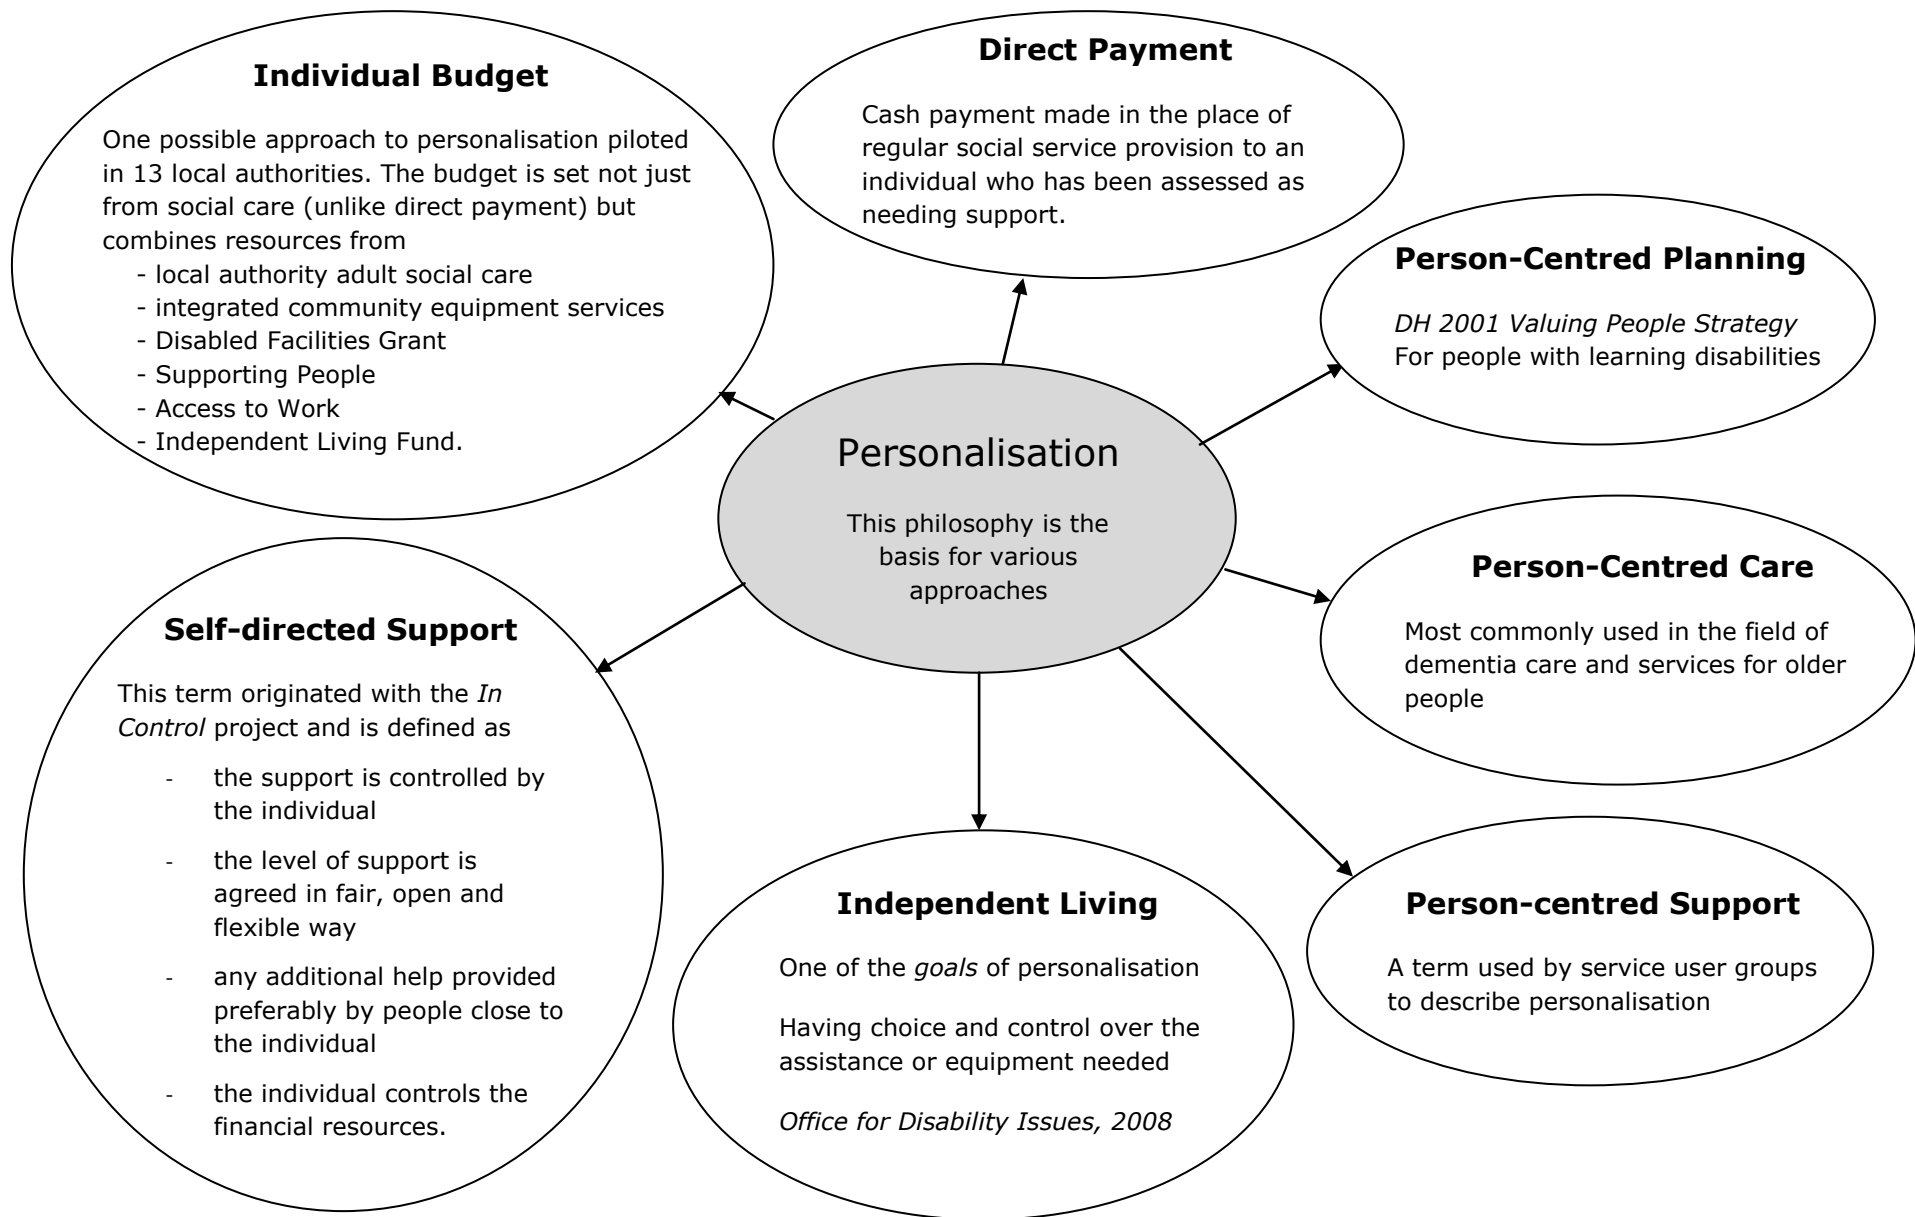 Individual Budget
One possible approach to personalisation piloted
in 13 local authorities. The budget is set not just
from social care (unlike direct payment) but
combines resources from
- local authority adult social care
- integrated community equipment services
- Disabled Facilities Grant
- Supporting People
- Access to Work
- Independent Living Fund.
Direct Payment
Cash payment made in the place of
regular social service provision to an
individual who has been assessed as
needing support.
Person-Centred Planning
DH 2001 Valuing People Strategy
For people with learning disabilities
Personalisation
This philosophy is the
basis for various
approaches
Person-Centred Care
Most commonly used in the field of
dementia care and services for older
people
Self-directed Support
This term originated with the In
Control project and is defined as
- the support is controlled by
the individual
- the level of support is
agreed in fair, open and
flexible way
- any additional help provided
preferably by people close to
the individual
- the individual controls the
financial resources.
Independent Living
One of the goals of personalisation
Having choice and control over the
assistance or equipment needed
Office for Disability Issues, 2008
Person-centred Support
A term used by service user groups
to describe personalisation